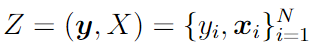 Z = (y, X) = {y_i, x_i}_{i=1}^{N}